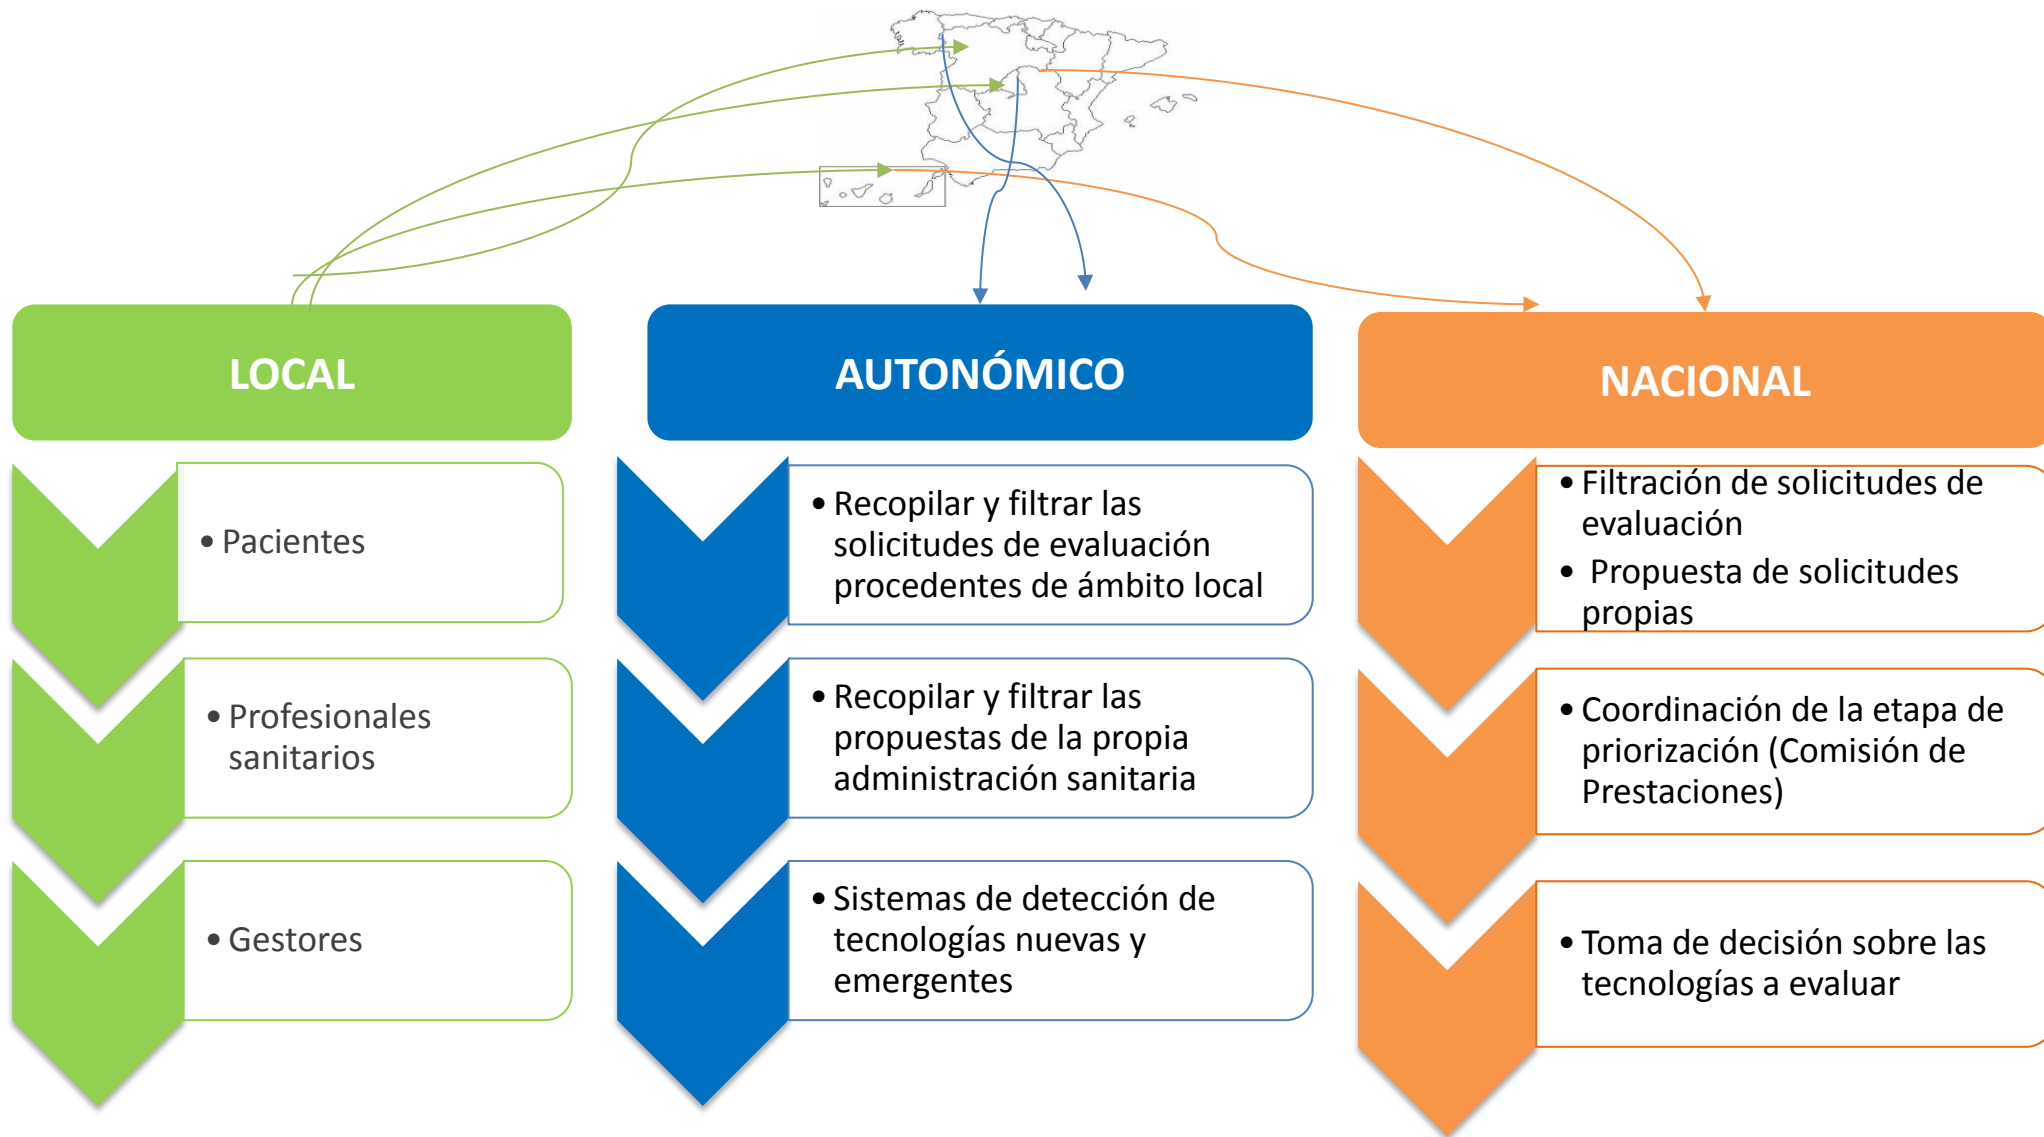 LOCAL
• Pacientes
• Profesionales
sanitarios
• Gestores
AUTONÓMICO
• Recopilar y filtrar las
solicitudes de evaluación
procedentes de ámbito local
• Recopilar y filtrar las
propuestas de la propia
administración sanitaria
• Sistemas de detección de
tecnologías nuevas y
emergentes
NACIONAL
• Filtración de solicitudes de
evaluación
• Propuesta de solicitudes
propias
• Coordinación de la etapa de
priorización (Comisión de
Prestaciones)
• Toma de decisión sobre las
tecnologías a evaluar